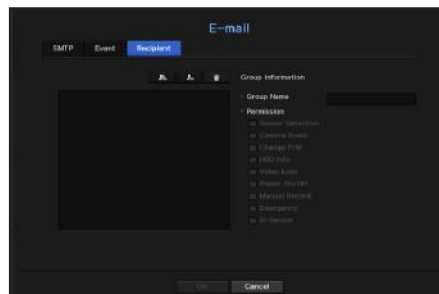 E-mail
SMTP Event Recipient
Group Information
Group Name
Permission
Sensor Detection
Camera Event
Change P/W
HDD Info
Video Loss
Power On/Off
Manual Record
Emergency
OK Cancel